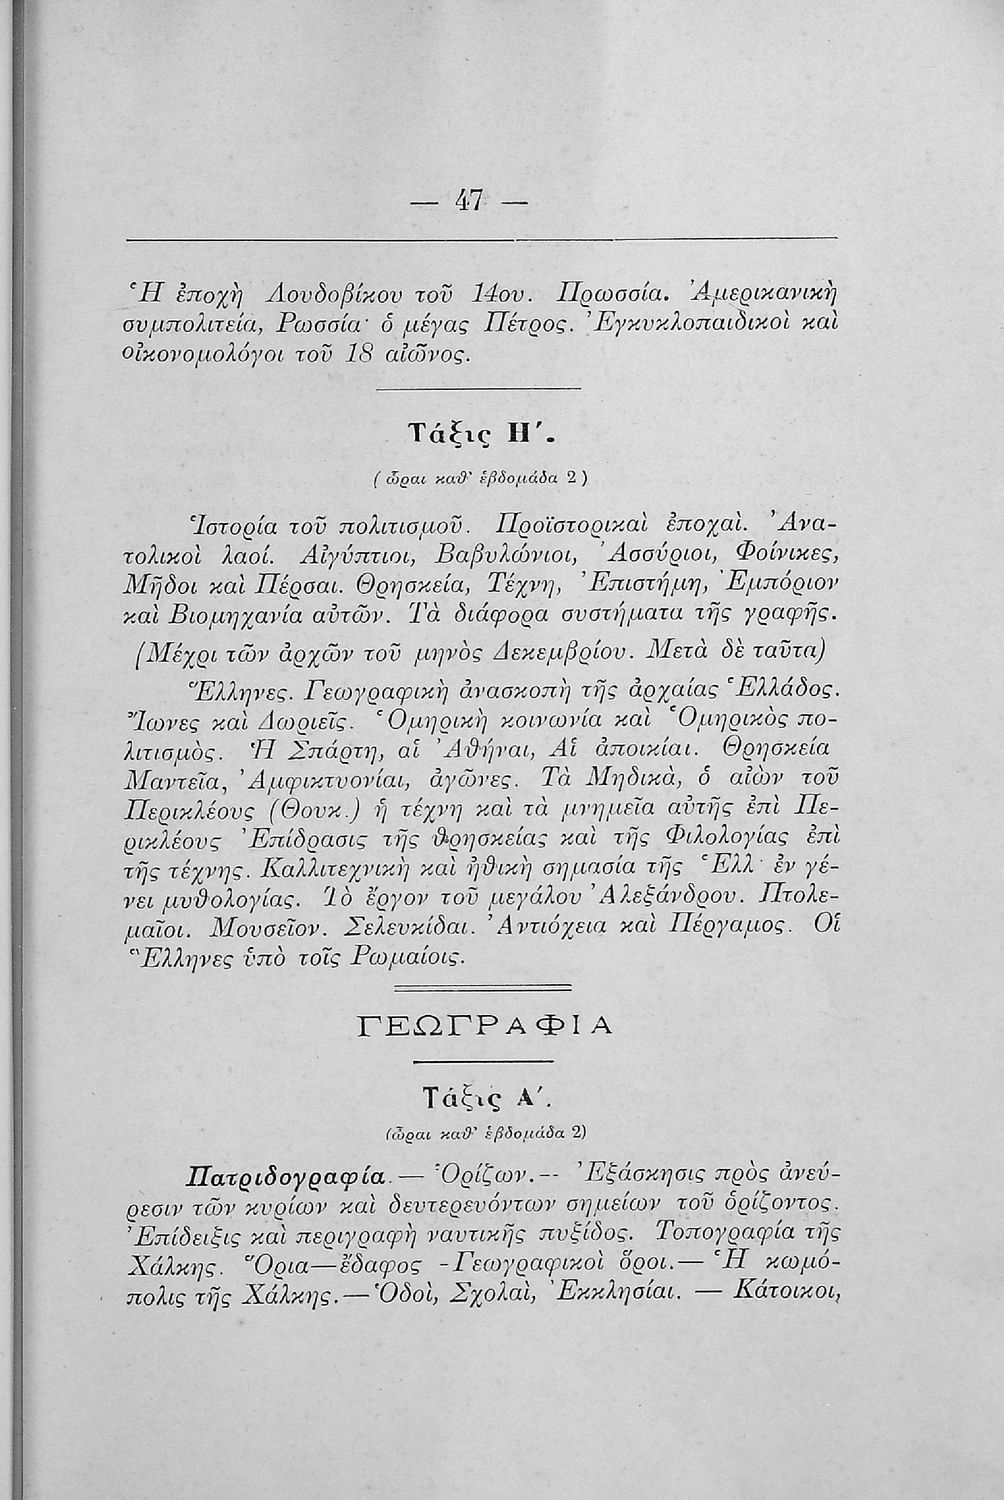 — 47 —
Ἡ ἐποχὴ Λουδοβίκου τοῦ 14ου. Πρωσσία. Ἀμερικανικὴ
συμπολιτεία, Ρωσσία· ὁ μέγας Πέτρος. Ἐγκυκλοπαιδικοὶ καὶ
οἰκονομολόγοι τοῦ 18 αἰῶνος.
Τάξις Η΄.
( ὧραι καθ' ἑβδομάδα 2 )
Ἱστορία τοῦ πολιτισμοῦ. Προϊστορικαὶ ἐποχαὶ. Ἀνα-
τολικοὶ λαοί. Αἰγύπτιοι, Βαβυλώνιοι, Ἀσσύριοι, Φοίνικες,
Μῆδοι καὶ Πέρσαι. Θρησκεία, Τέχνη, Ἐπιστήμη, Ἐμπόριον
καὶ Βιομηχανία αὐτῶν. Τὰ διάφορα συστήματα τῆς γραφῆς.
(Μέχρι τῶν ἀρχῶν τοῦ μηνὸς Δεκεμβρίου. Μετὰ δὲ ταῦτα)
Ἕλληνες. Γεωγραφικὴ ἀνασκοπὴ τῆς ἀρχαίας Ἑλλάδος.
Ἴωνες καὶ Δωριεῖς. Ὁμηρικὴ κοινωνία καὶ Ὁμηρικὸς πο-
λιτισμὸς. Ἡ Σπάρτη, αἱ Ἀθήναι, Αἱ ἀποικίαι. Θρησκεία
Μαντεῖα, Ἀμφικτυονίαι, ἀγῶνες. Τὰ Μηδικὰ, ὁ αἰὼν τοῦ
Περικλέους (Θουκ.) ἡ τέχνη καὶ τὰ μνημεῖα αὐτῆς ἐπὶ Πε-
ρικλέους Ἐπίδρασις τῆς θρησκείας καὶ τῆς Φιλολογίας ἐπὶ
τῆς τέχνης. Καλλιτεχνικὴ καὶ ἠθικὴ σημασία τῆς Ἑλλ· ἐν γέ-
νει μυθολογίας. Τὸ ἔργον τοῦ μεγάλου Ἀλεξάνδρου. Πτολε-
μαῖοι. Μουσεῖον. Σελευκίδαι. Ἀντιόχεια καὶ Πέργαμος. Οἱ
Ἕλληνες ὑπὸ τοῖς Ρωμαίοις.
ΓΕΩΓΡΑΦΙΑ
Τάξις Α΄.
(ὧραι καθ' ἑβδομάδα 2)
Πατριδογραφία.— Ὁρίζων.-- Ἐξάσκησις πρὸς ἀνεύ-
ρεσιν τῶν κυρίων καὶ δευτερευόντων σημείων τοῦ ὁρίζοντος.
Ἐπίδειξις καὶ περιγραφὴ ναυτικῆς πυξίδος. Τοπογραφία τῆς
Χάλκης. Ὅρια—ἔδαφος -Γεωγραφικοὶ ὅροι.— Ἡ κωμό-
πολις τῆς Χάλκης.—Ὁδοὶ, Σχολαὶ, Ἐκκλησίαι. — Κάτοικοι,